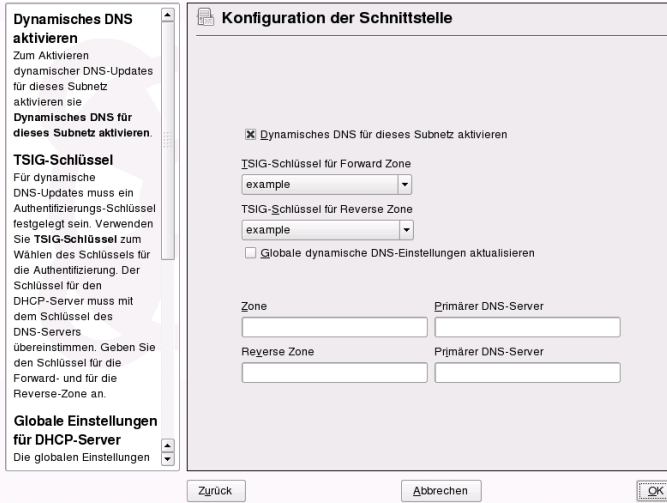 Dynamisches DNS
aktivieren
Zum Aktivieren
dynamischer DNS-Updates
für dieses Subnetz
aktivieren sie
Dynamisches DNS für
dieses Subnetz aktivieren.
TSIG-Schlüssel
Für dynamische
DNS-Updates muss ein
Authentifizierungs-Schlüssel
festgelegt sein. Verwenden
Sie TSIG-Schlüssel zum
Wählen des Schlüssels für
die Authentifizierung. Der
Schlüssel für den
DHCP-Server muss mit
dem Schlüssel des
DNS-Servers
übereinstimmen. Geben Sie
den Schlüssel für die
Forward- und für die
Reverse-Zone an.
Globale Einstellungen
für DHCP-Server
Die globalen Einstellungen
Konfiguration der Schnittstelle
Dynamisches DNS für dieses Subnetz aktivieren
TSIG-Schlüssel für Forward Zone
example
TSIG-Schlüssel für Reverse Zone
example
Globale dynamische DNS-Einstellungen aktualisieren
Zone Primärer DNS-Server
Reverse Zone Primärer DNS-Server
Zurück Abbrechen OK